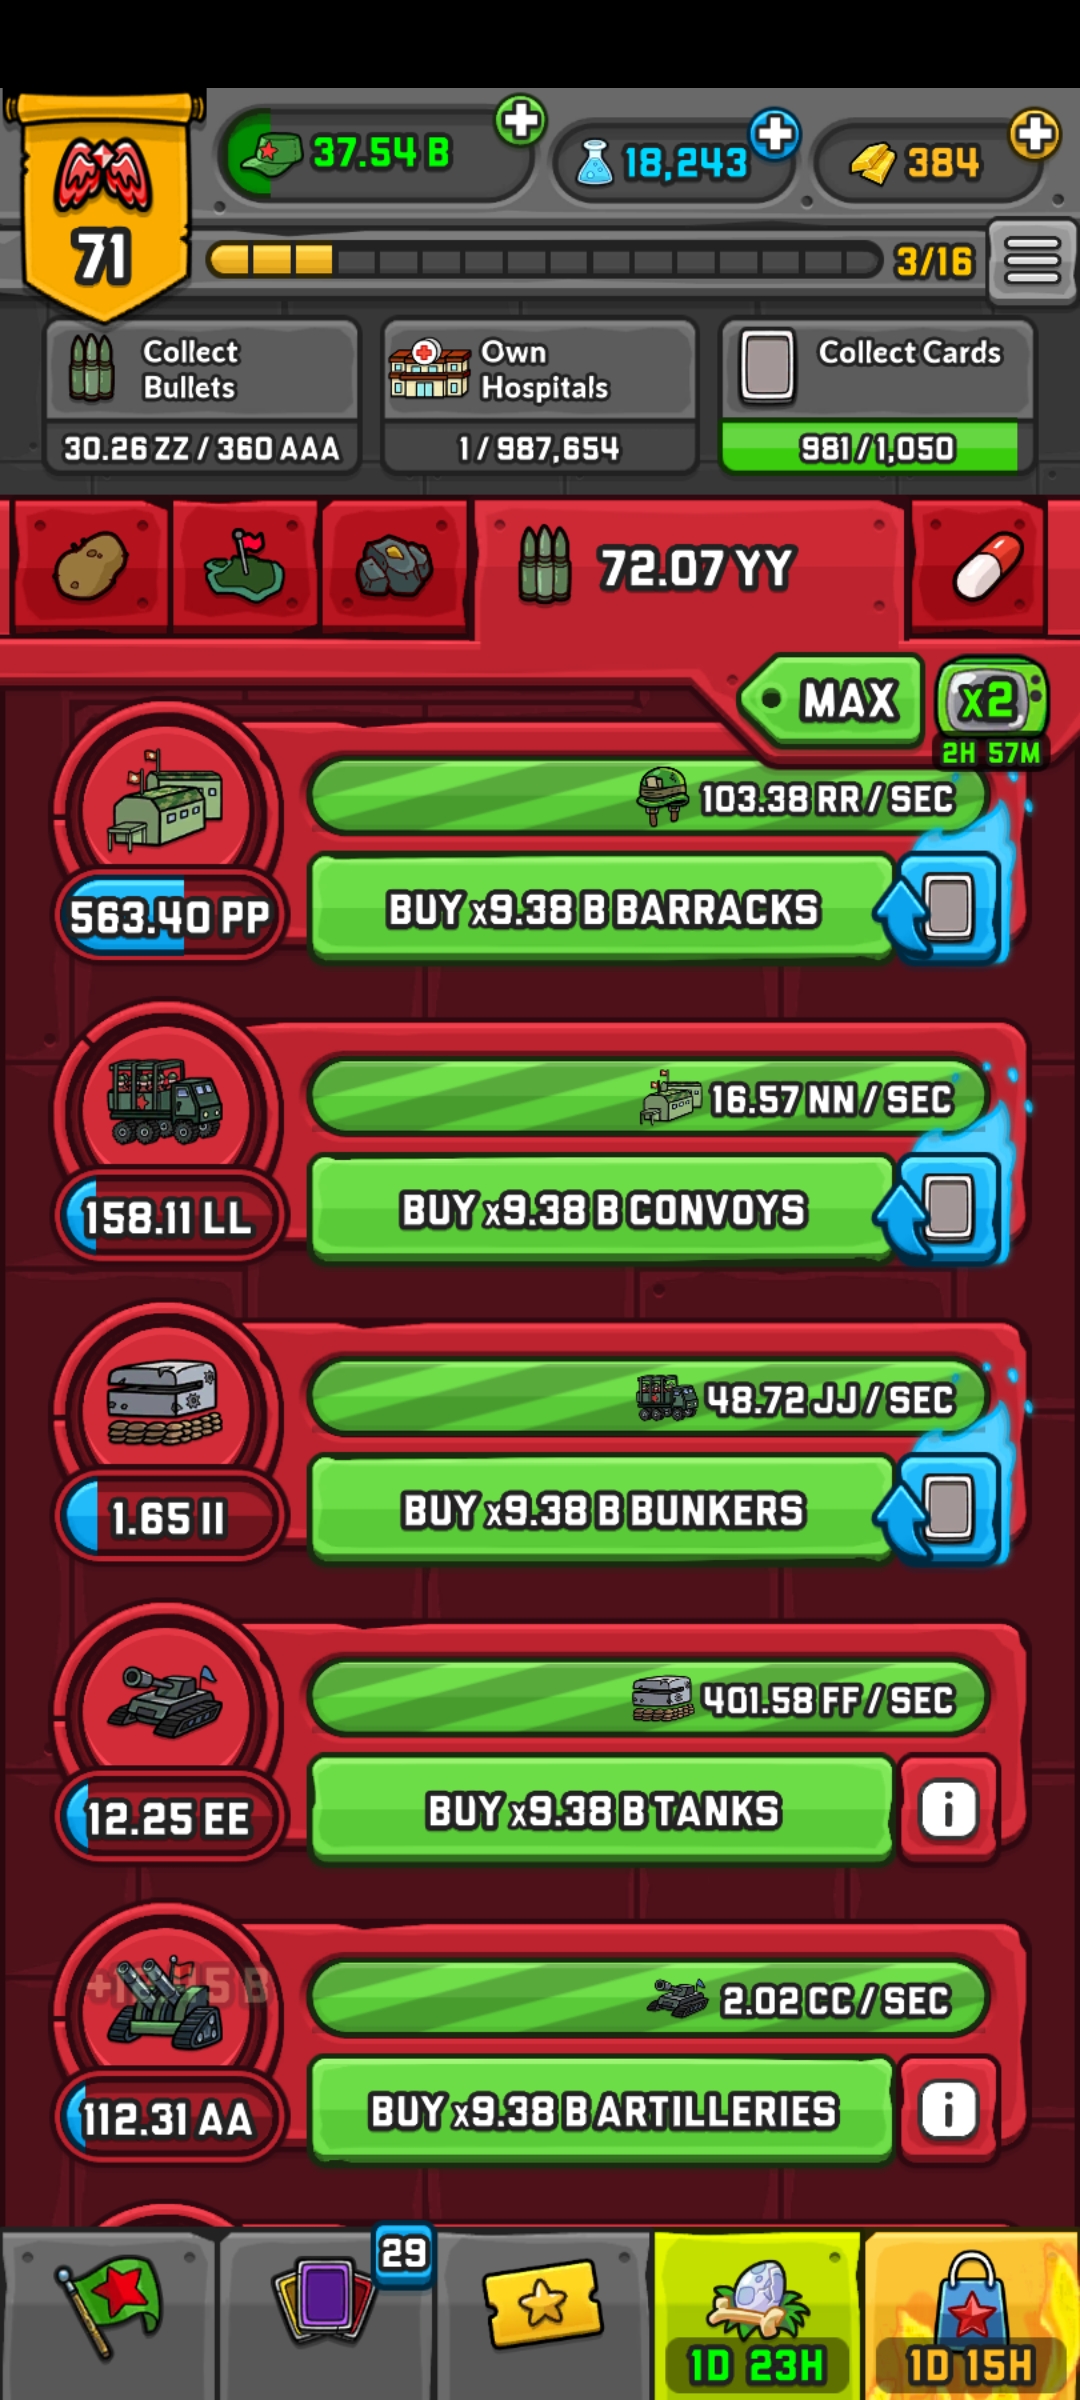 37.54 B
18,243
384
71
3/16
Collect
Bullets
30.26 ZZ / 360 AAA
Own
Hospitals
1 / 987,654
Collect Cards
981 / 1,050
72.07 YY
MAX
x2
2H 57M
103.38 RR / SEC
563.40 PP
BUY x9.38 B BARRACKS
16.57 NN / SEC
158.11 LL
BUY x9.38 B CONVOYS
48.72 JJ / SEC
1.65 II
BUY x9.38 B BUNKERS
401.58 FF / SEC
12.25 EE
BUY x9.38 B TANKS
i
2.02 CC / SEC
112.31 AA
BUY x9.38 B ARTILLERIES
i
29
1D 23H
1D 15H